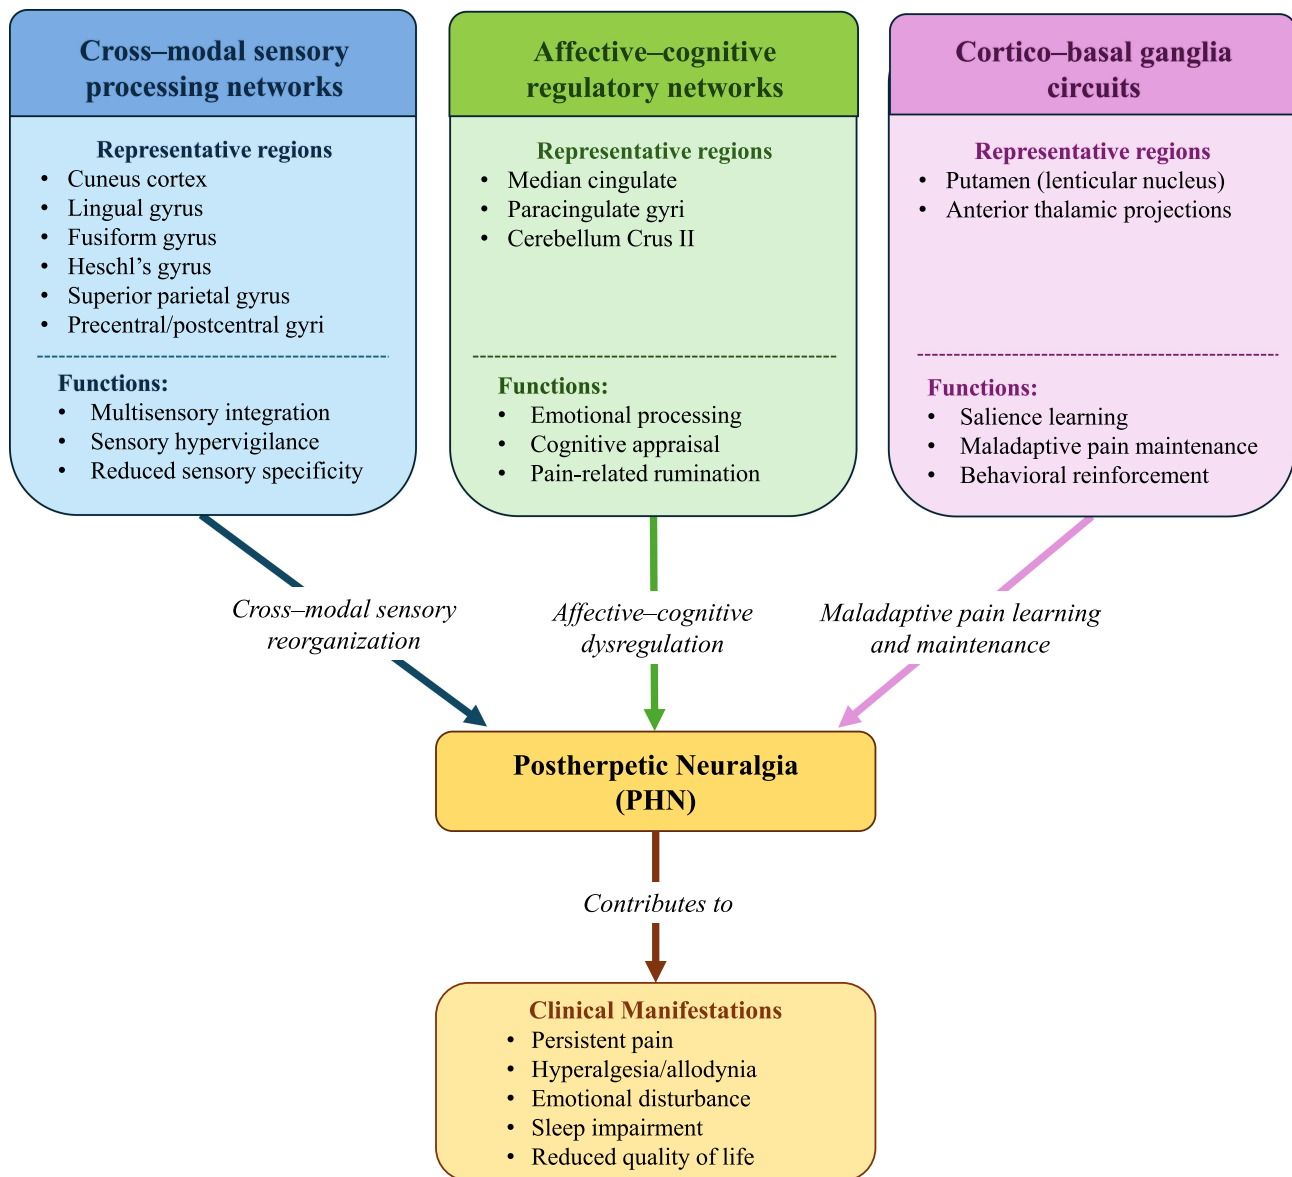 Cross–modal sensory
processing networks
Representative regions
• Cuneus cortex
• Lingual gyrus
• Fusiform gyrus
• Heschl’s gyrus
• Superior parietal gyrus
• Precentral/postcentral gyri
Functions:
• Multisensory integration
• Sensory hypervigilance
• Reduced sensory specificity
Affective–cognitive
regulatory networks
Representative regions
• Median cingulate
• Paracingulate gyri
• Cerebellum Crus II
Functions:
• Emotional processing
• Cognitive appraisal
• Pain-related rumination
Cortico–basal ganglia
circuits
Representative regions
• Putamen (lenticular nucleus)
• Anterior thalamic projections
Functions:
• Salience learning
• Maladaptive pain maintenance
• Behavioral reinforcement
Cross–modal sensory
reorganization
Affective–cognitive
dysregulation
Maladaptive pain learning
and maintenance
Postherpetic Neuralgia
(PHN)
Contributes to
Clinical Manifestations
• Persistent pain
• Hyperalgesia/allodynia
• Emotional disturbance
• Sleep impairment
• Reduced quality of life